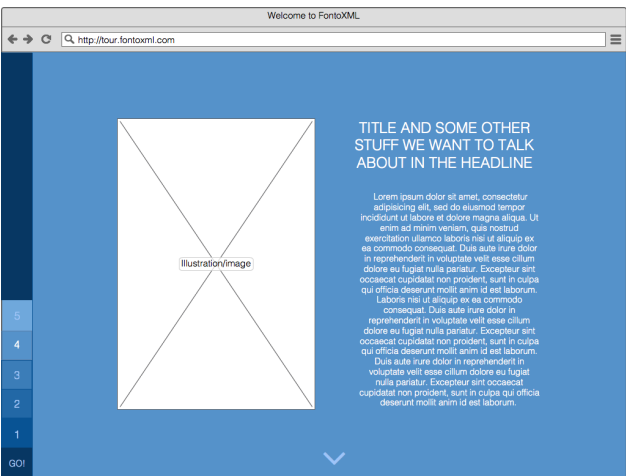 Welcome to FontoXML
http://tour.fontoxml.com
TITLE AND SOME OTHER
STUFF WE WANT TO TALK
ABOUT IN THE HEADLINE
Illustration/image
Lorem ipsum dolor sit amet, consectetur
adipisicing elit, sed do eiusmod tempor
incididunt ut labore et dolore magna aliqua. Ut
enim ad minim veniam, quis nostrud
exercitation ullamco laboris nisi ut aliquip ex
ea commodo consequat. Duis aute irure dolor
in reprehenderit in voluptate velit esse cillum
dolore eu fugiat nulla pariatur. Excepteur sint
occaecat cupidatat non proident, sunt in culpa
qui officia deserunt mollit anim id est laborum.
Laboris nisi ut aliquip ex ea commodo
consequat. Duis aute irure dolor in
reprehenderit in voluptate velit esse cillum
dolore eu fugiat nulla pariatur. Excepteur sint
occaecat cupidatat non proident, sunt in culpa
qui officia deserunt mollit anim id est laborum.
Duis aute irure dolor in reprehenderit in
voluptate velit esse cillum dolore eu fugiat
nulla pariatur. Excepteur sint occaecat
cupidatat non proident, sunt in culpa qui officia
deserunt mollit anim id est laborum.
5
4
3
2
1
GO!